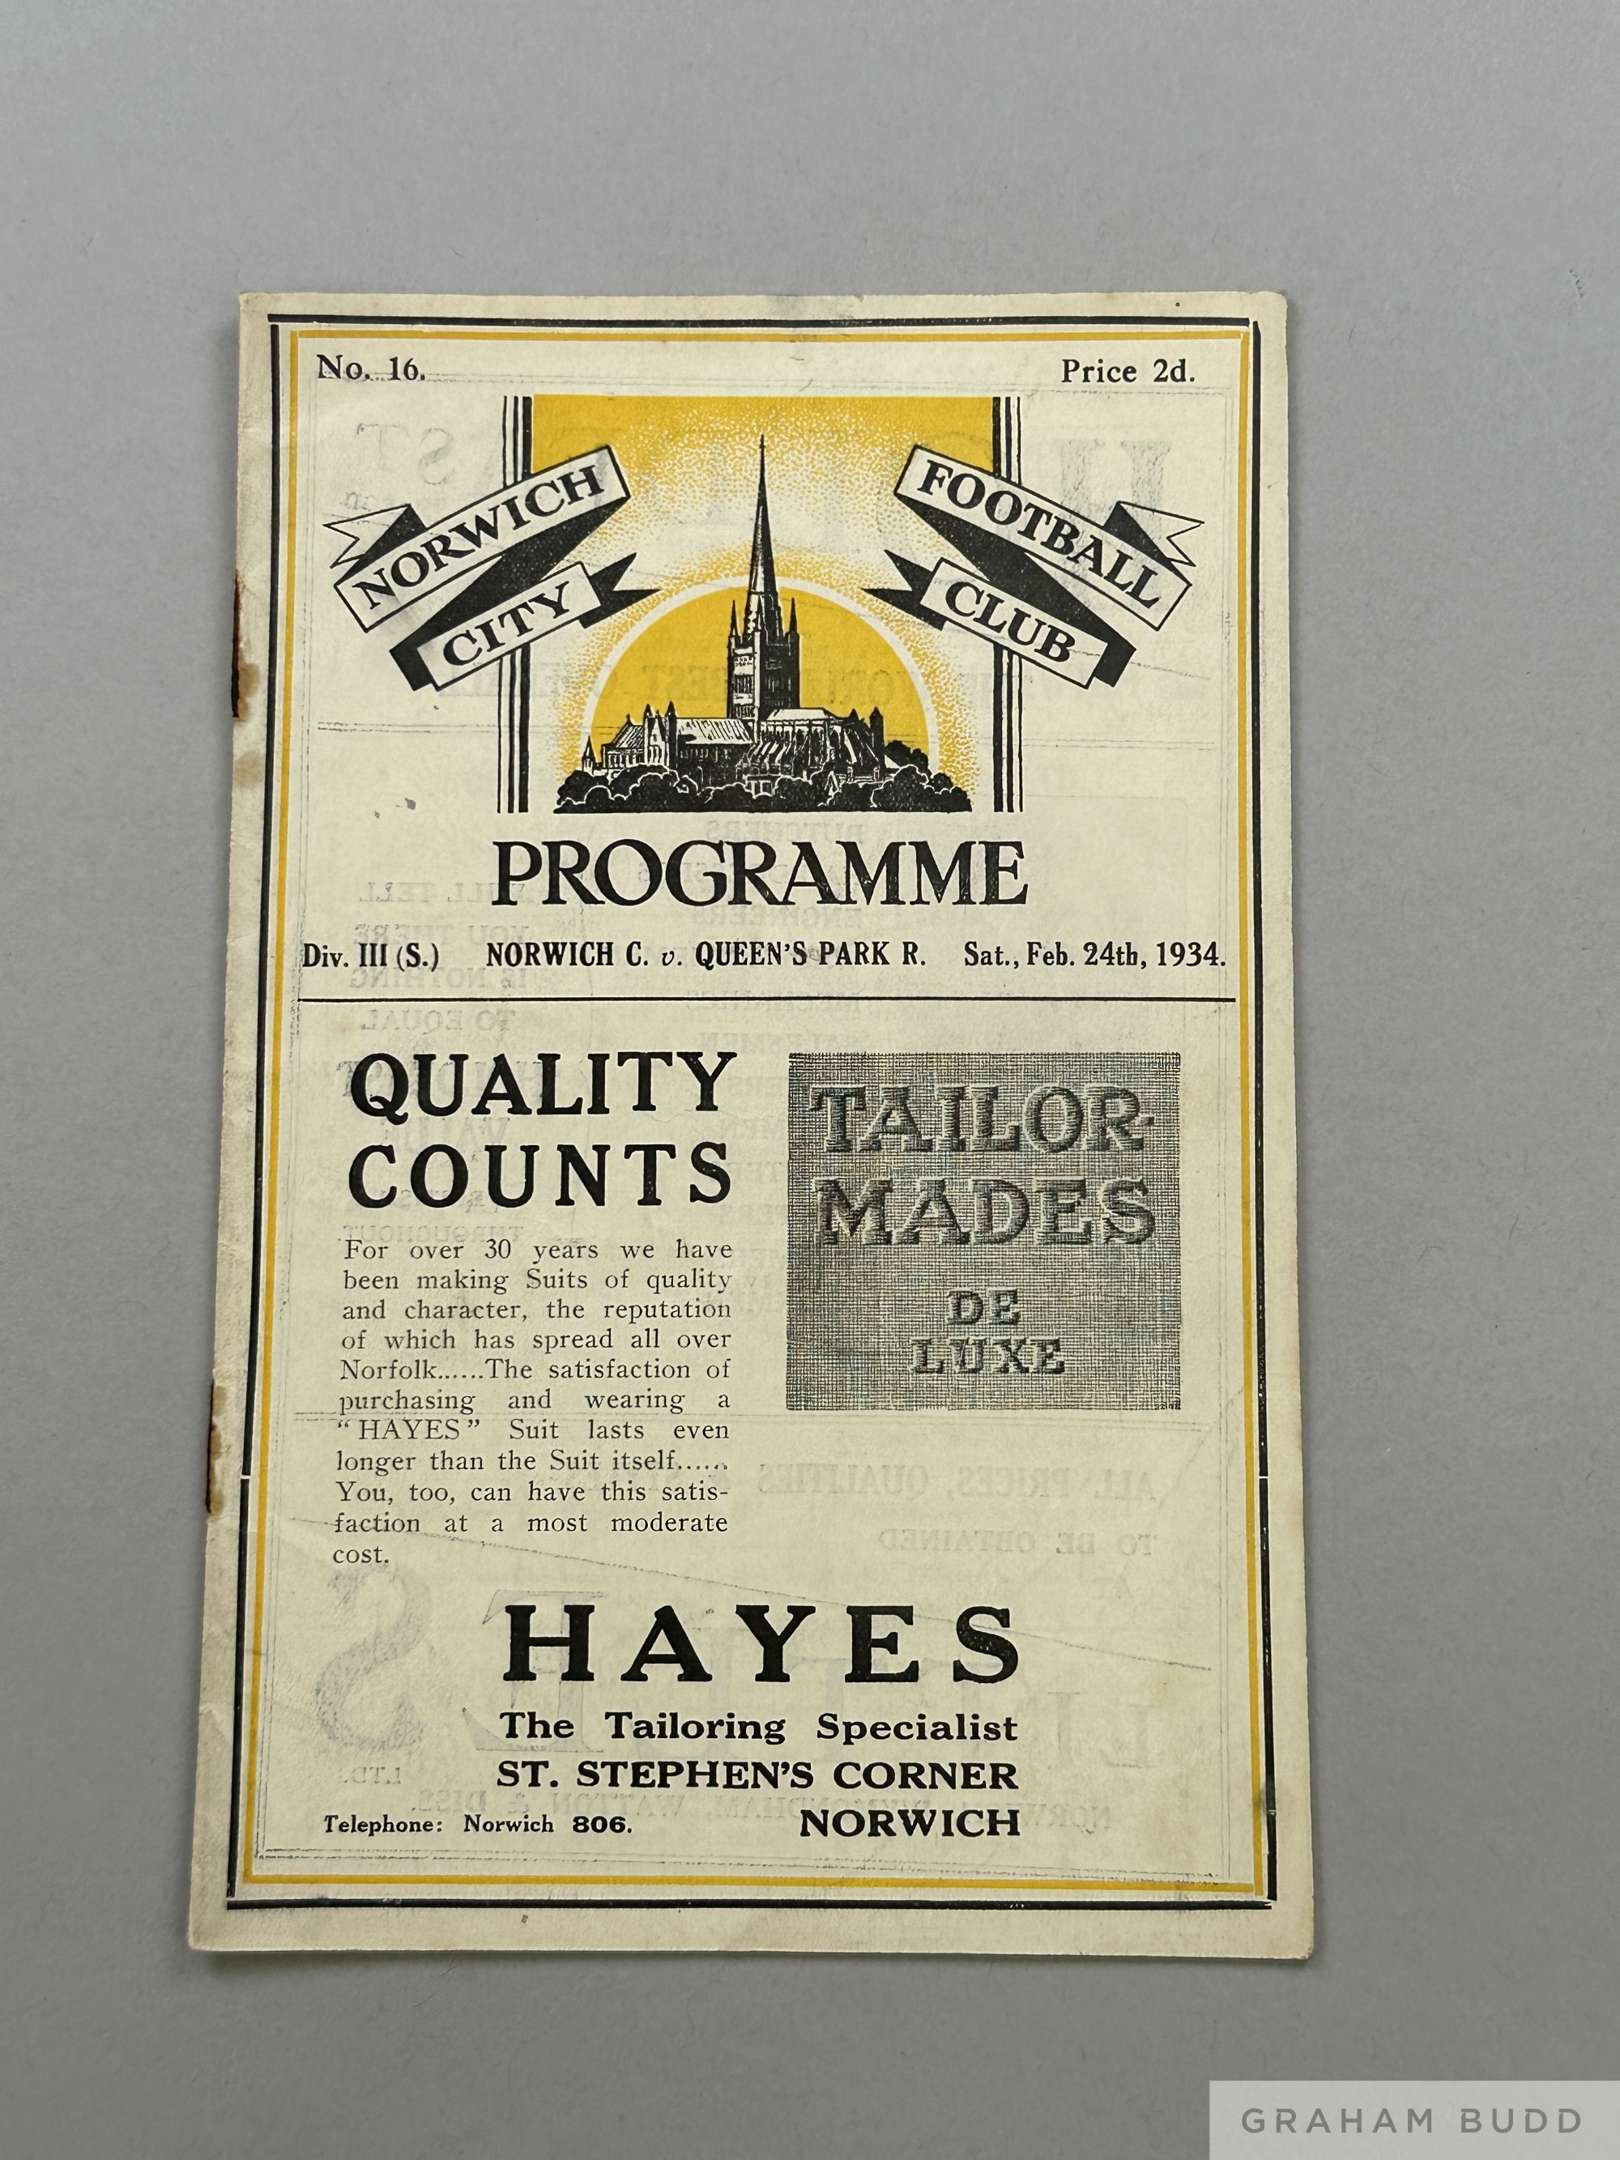 No. 16.
Price 2d.
NORWICH
CITY
FOOTBALL
CLUB
PROGRAMME
Div. III (S.) NORWICH C. v. QUEEN'S PARK R. Sat., Feb. 24th, 1934.
QUALITY
COUNTS
For over 30 years we have
been making Suits of quality
and character, the reputation
of which has spread all over
Norfolk......The satisfaction of
purchasing and wearing a
"HAYES" Suit lasts even
longer than the Suit itself......
You, too, can have this satis-
faction at a most moderate
cost.
TAILOR-
MADES
DE
LUXE
HAYES
The Tailoring Specialist
ST. STEPHEN'S CORNER
Telephone: Norwich 806. NORWICH
GRAHAM BUDD